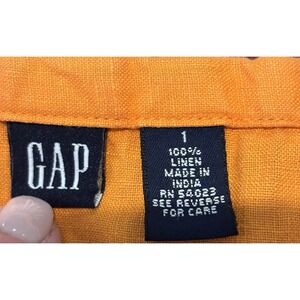 GAP
1
100%
LINEN
MADE IN
INDIA
RN 54023
SEE REVERSE
FOR CARE